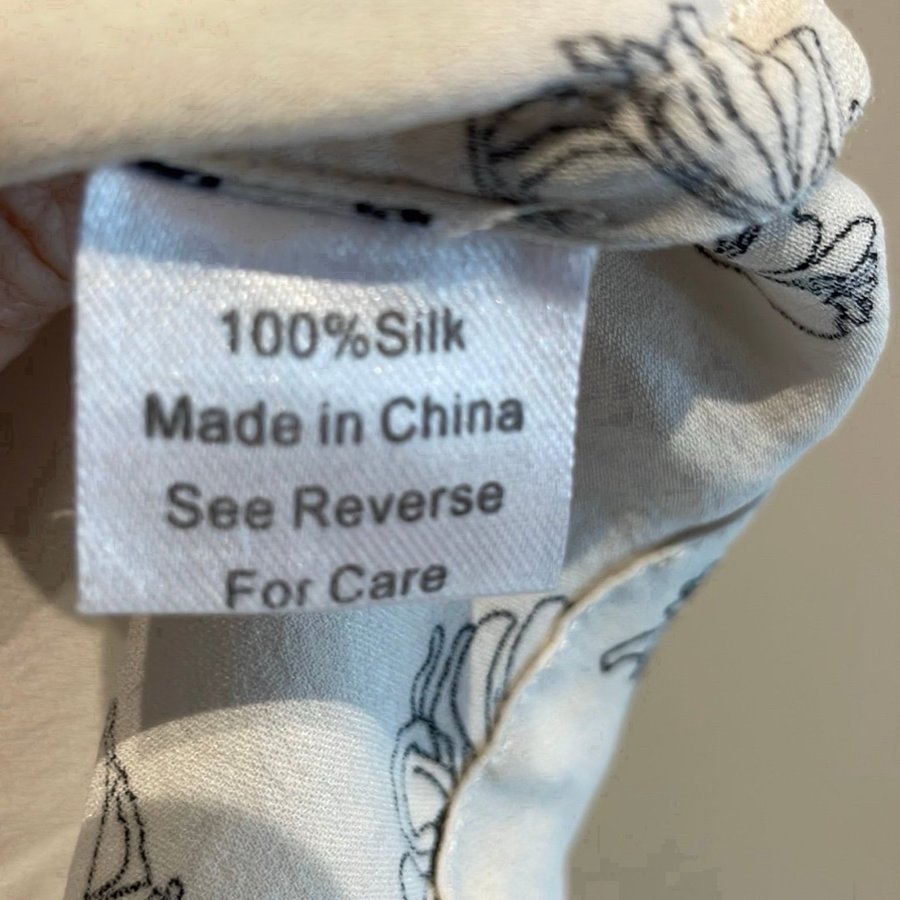 100%Silk
Made in China
See Reverse
For Care